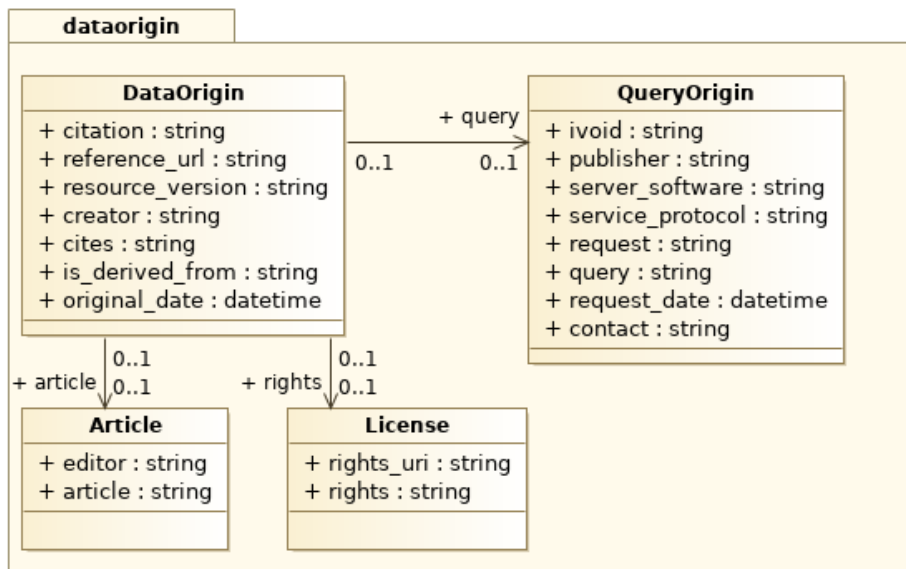 dataorigin
DataOrigin
+ citation : string
+ reference_url : string
+ resource_version : string
+ creator : string
+ cites : string
+ is_derived_from : string
+ original_date : datetime
+ query
0..1
0..1
QueryOrigin
+ ivoid : string
+ publisher : string
+ server_software : string
+ service_protocol : string
+ request : string
+ query : string
+ request_date : datetime
+ contact : string
0..1
+ article
0..1
0..1
+ rights
0..1
Article
+ editor : string
+ article : string
License
+ rights_uri : string
+ rights : string